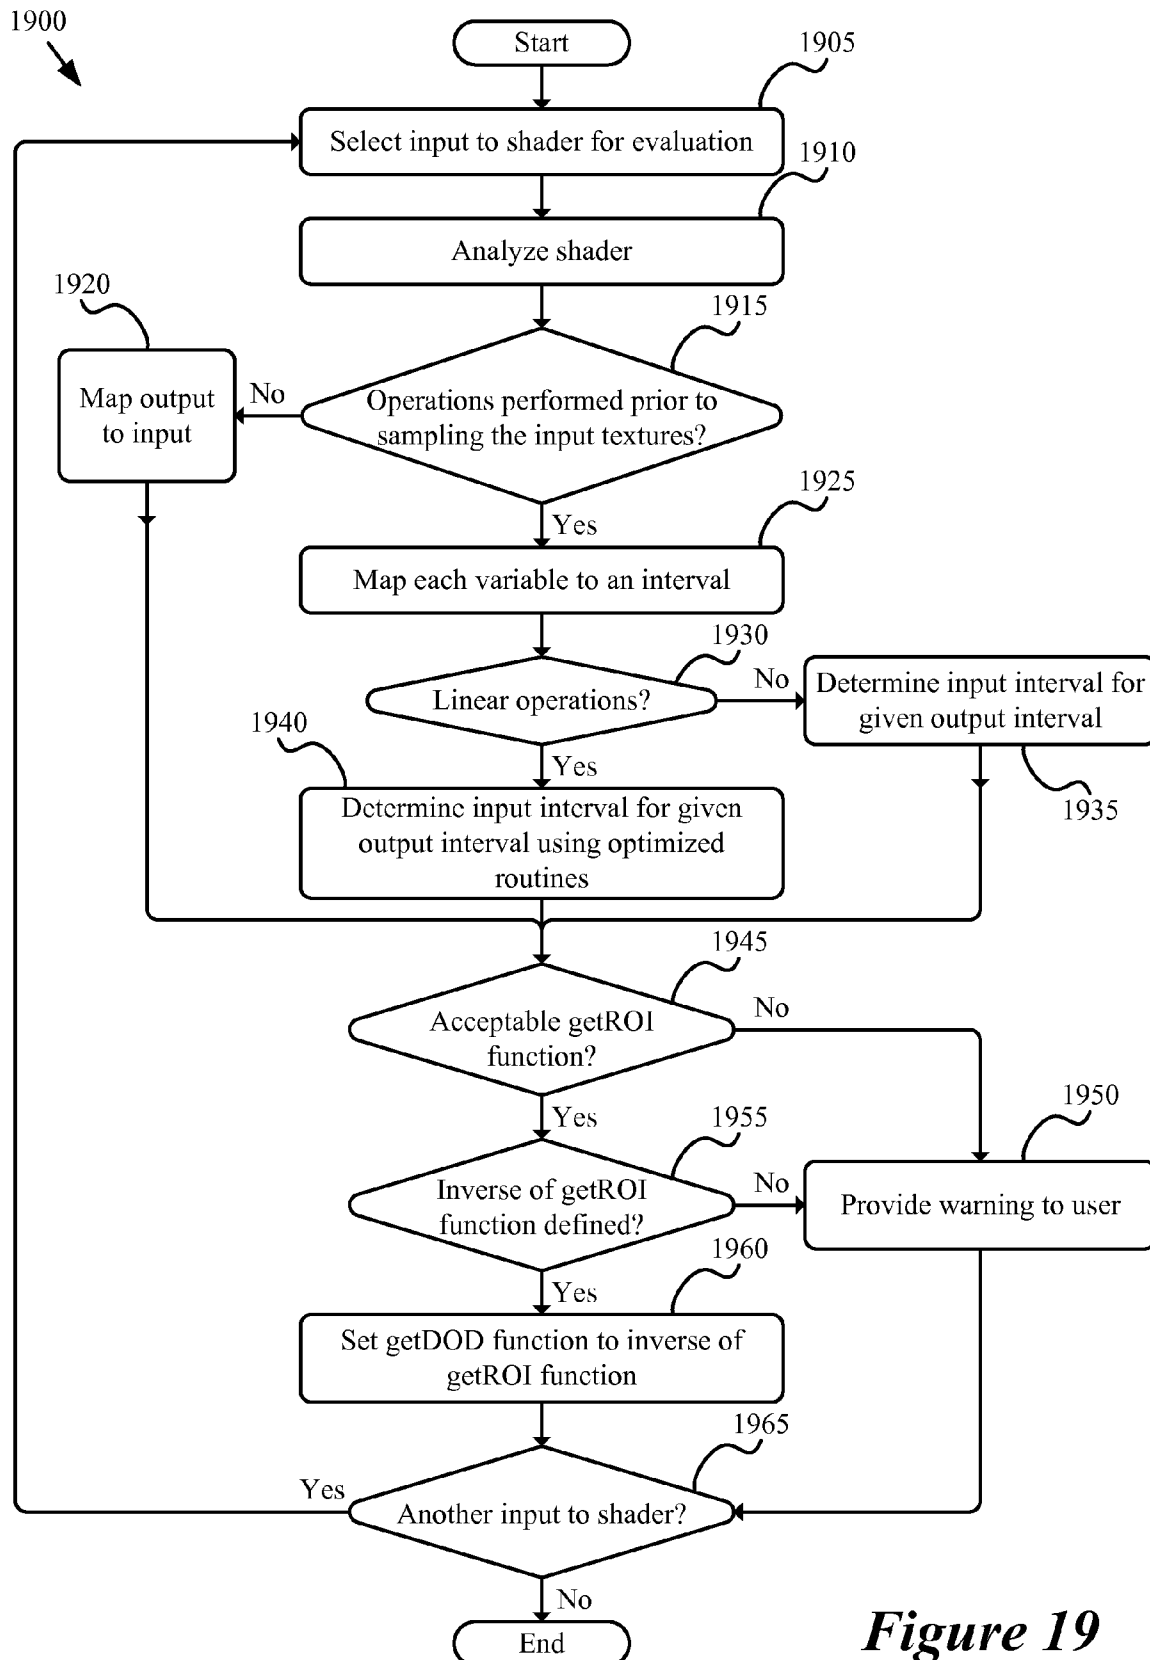 1900
Start
1905
Select input to shader for evaluation
1910
Analyze shader
1920
1915
Map output
to input
No
Operations performed prior to
sampling the input textures?
Yes
1925
Map each variable to an interval
1930
Linear operations?
No
Determine input interval for
given output interval
1940
Yes
1935
Determine input interval for given
output interval using optimized
routines
1945
Acceptable getROI
function?
No
Yes
1955
1950
Inverse of getROI
function defined?
No
Provide warning to user
1960
Yes
Set getDOD function to inverse of
getROI function
1965
Yes
Another input to shader?
No
End
Figure 19